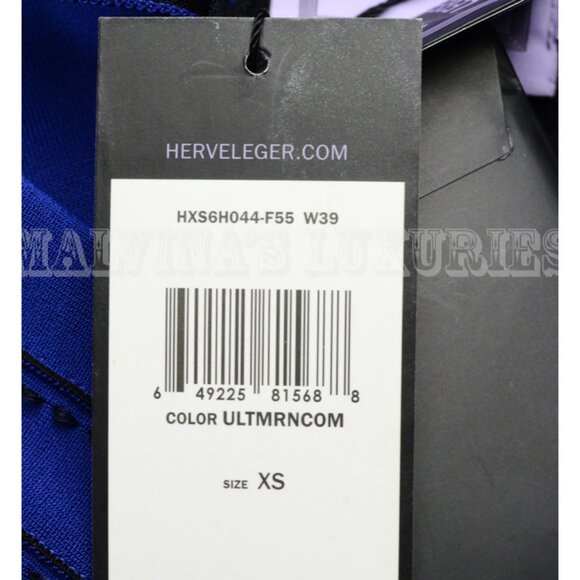 HERVELEGER.COM
HXS6H044-F55 W39
MALVINA'S LUXURIES
6 49225 81568 8
COLOR ULTMRNCOM
SIZE XS